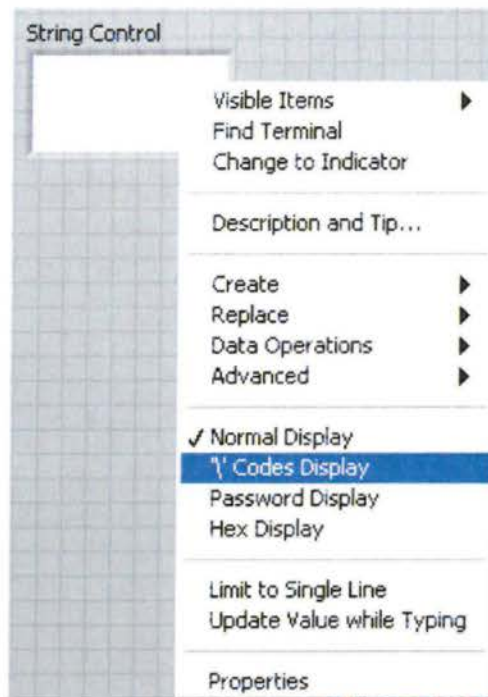 String Control
Visible Items
Find Terminal
Change to Indicator
Description and Tip...
Create
Replace
Data Operations
Advanced
Normal Display
'\' Codes Display
Password Display
Hex Display
Limit to Single Line
Update Value while Typing
Properties